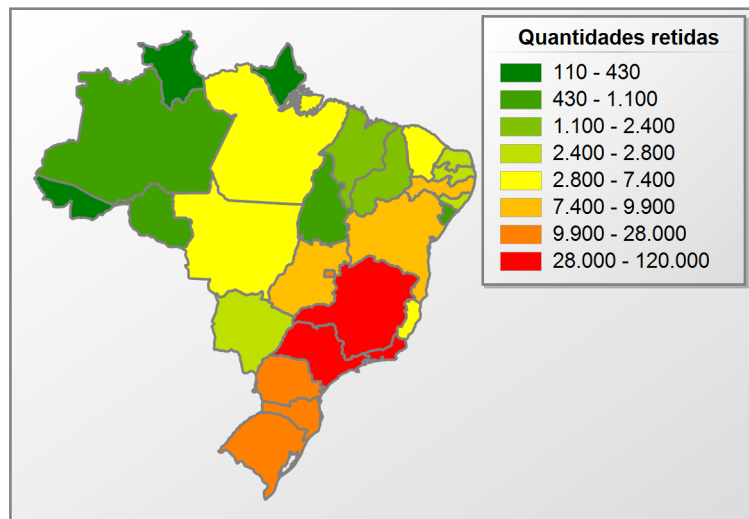 Quantidades retidas
110 - 430
430 - 1.100
1.100 - 2.400
2.400 - 2.800
2.800 - 7.400
7.400 - 9.900
9.900 - 28.000
28.000 - 120.000